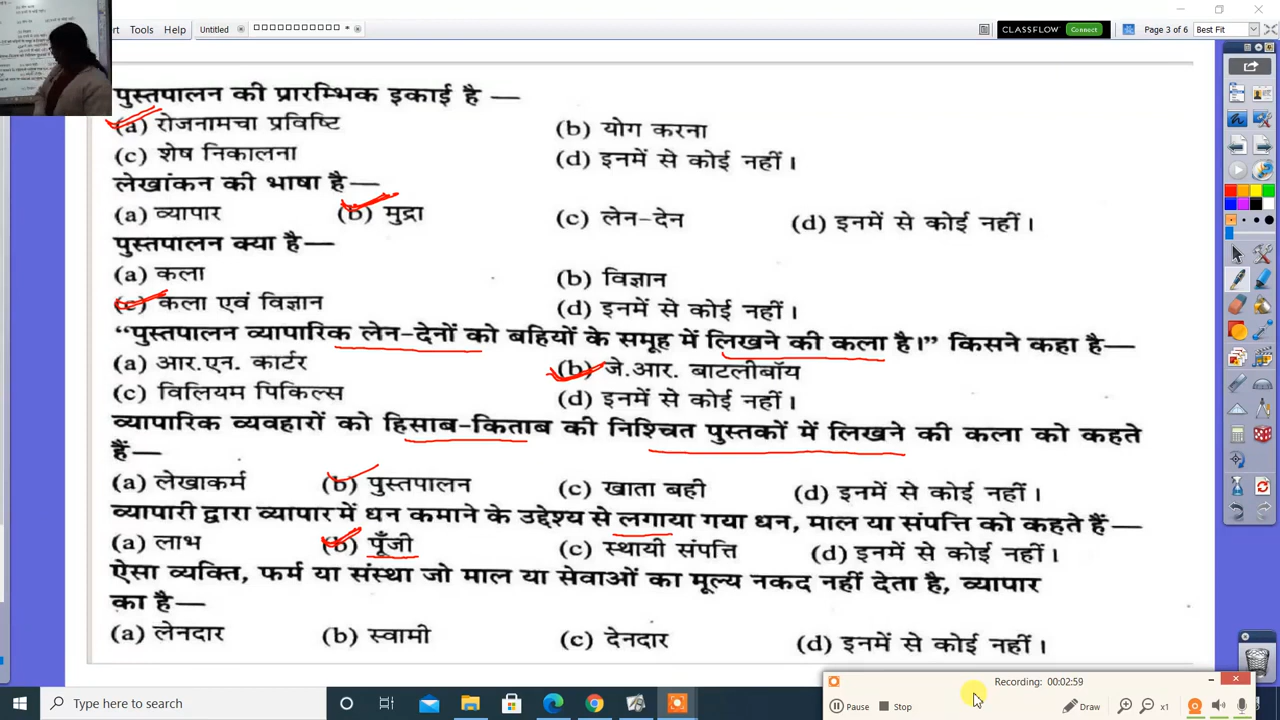 Tools Help Untitled
CLASSFLOW Connect Page 3 of 6 Best Fit
पुस्तपालन की प्रारम्भिक इकाई है —
(a) रोजनामचा प्रविष्टि (b) योग करना
(c) शेष निकालना (d) इनमें से कोई नहीं।
लेखांकन की भाषा है—
(a) व्यापार (b) मुद्रा (c) लेन-देन (d) इनमें से कोई नहीं।
पुस्तपालन क्या है—
(a) कला (b) विज्ञान
(c) कला एवं विज्ञान (d) इनमें से कोई नहीं।
“पुस्तपालन व्यापारिक लेन-देनों को बहियों के समूह में लिखने की कला है।” किसने कहा है—
(a) आर.एन. कार्टर (b) जे.आर. बाटलीबॉय
(c) विलियम पिकिल्स (d) इनमें से कोई नहीं।
व्यापारिक व्यवहारों को हिसाब-किताब की निश्चित पुस्तकों में लिखने की कला को कहते
हैं—
(a) लेखाकर्म (b) पुस्तपालन (c) खाता बही (d) इनमें से कोई नहीं।
व्यापारी द्वारा व्यापार में धन कमाने के उद्देश्य से लगाया गया धन, माल या संपत्ति को कहते हैं—
(a) लाभ (b) पूँजी (c) स्थायी संपत्ति (d) इनमें से कोई नहीं।
ऐसा व्यक्ति, फर्म या संस्था जो माल या सेवाओं का मूल्य नकद नहीं देता है, व्यापार
का है—
(a) लेनदार (b) स्वामी (c) देनदार (d) इनमें से कोई नहीं।
Recording: 00:02:59
Pause Stop Draw x1
Type here to search